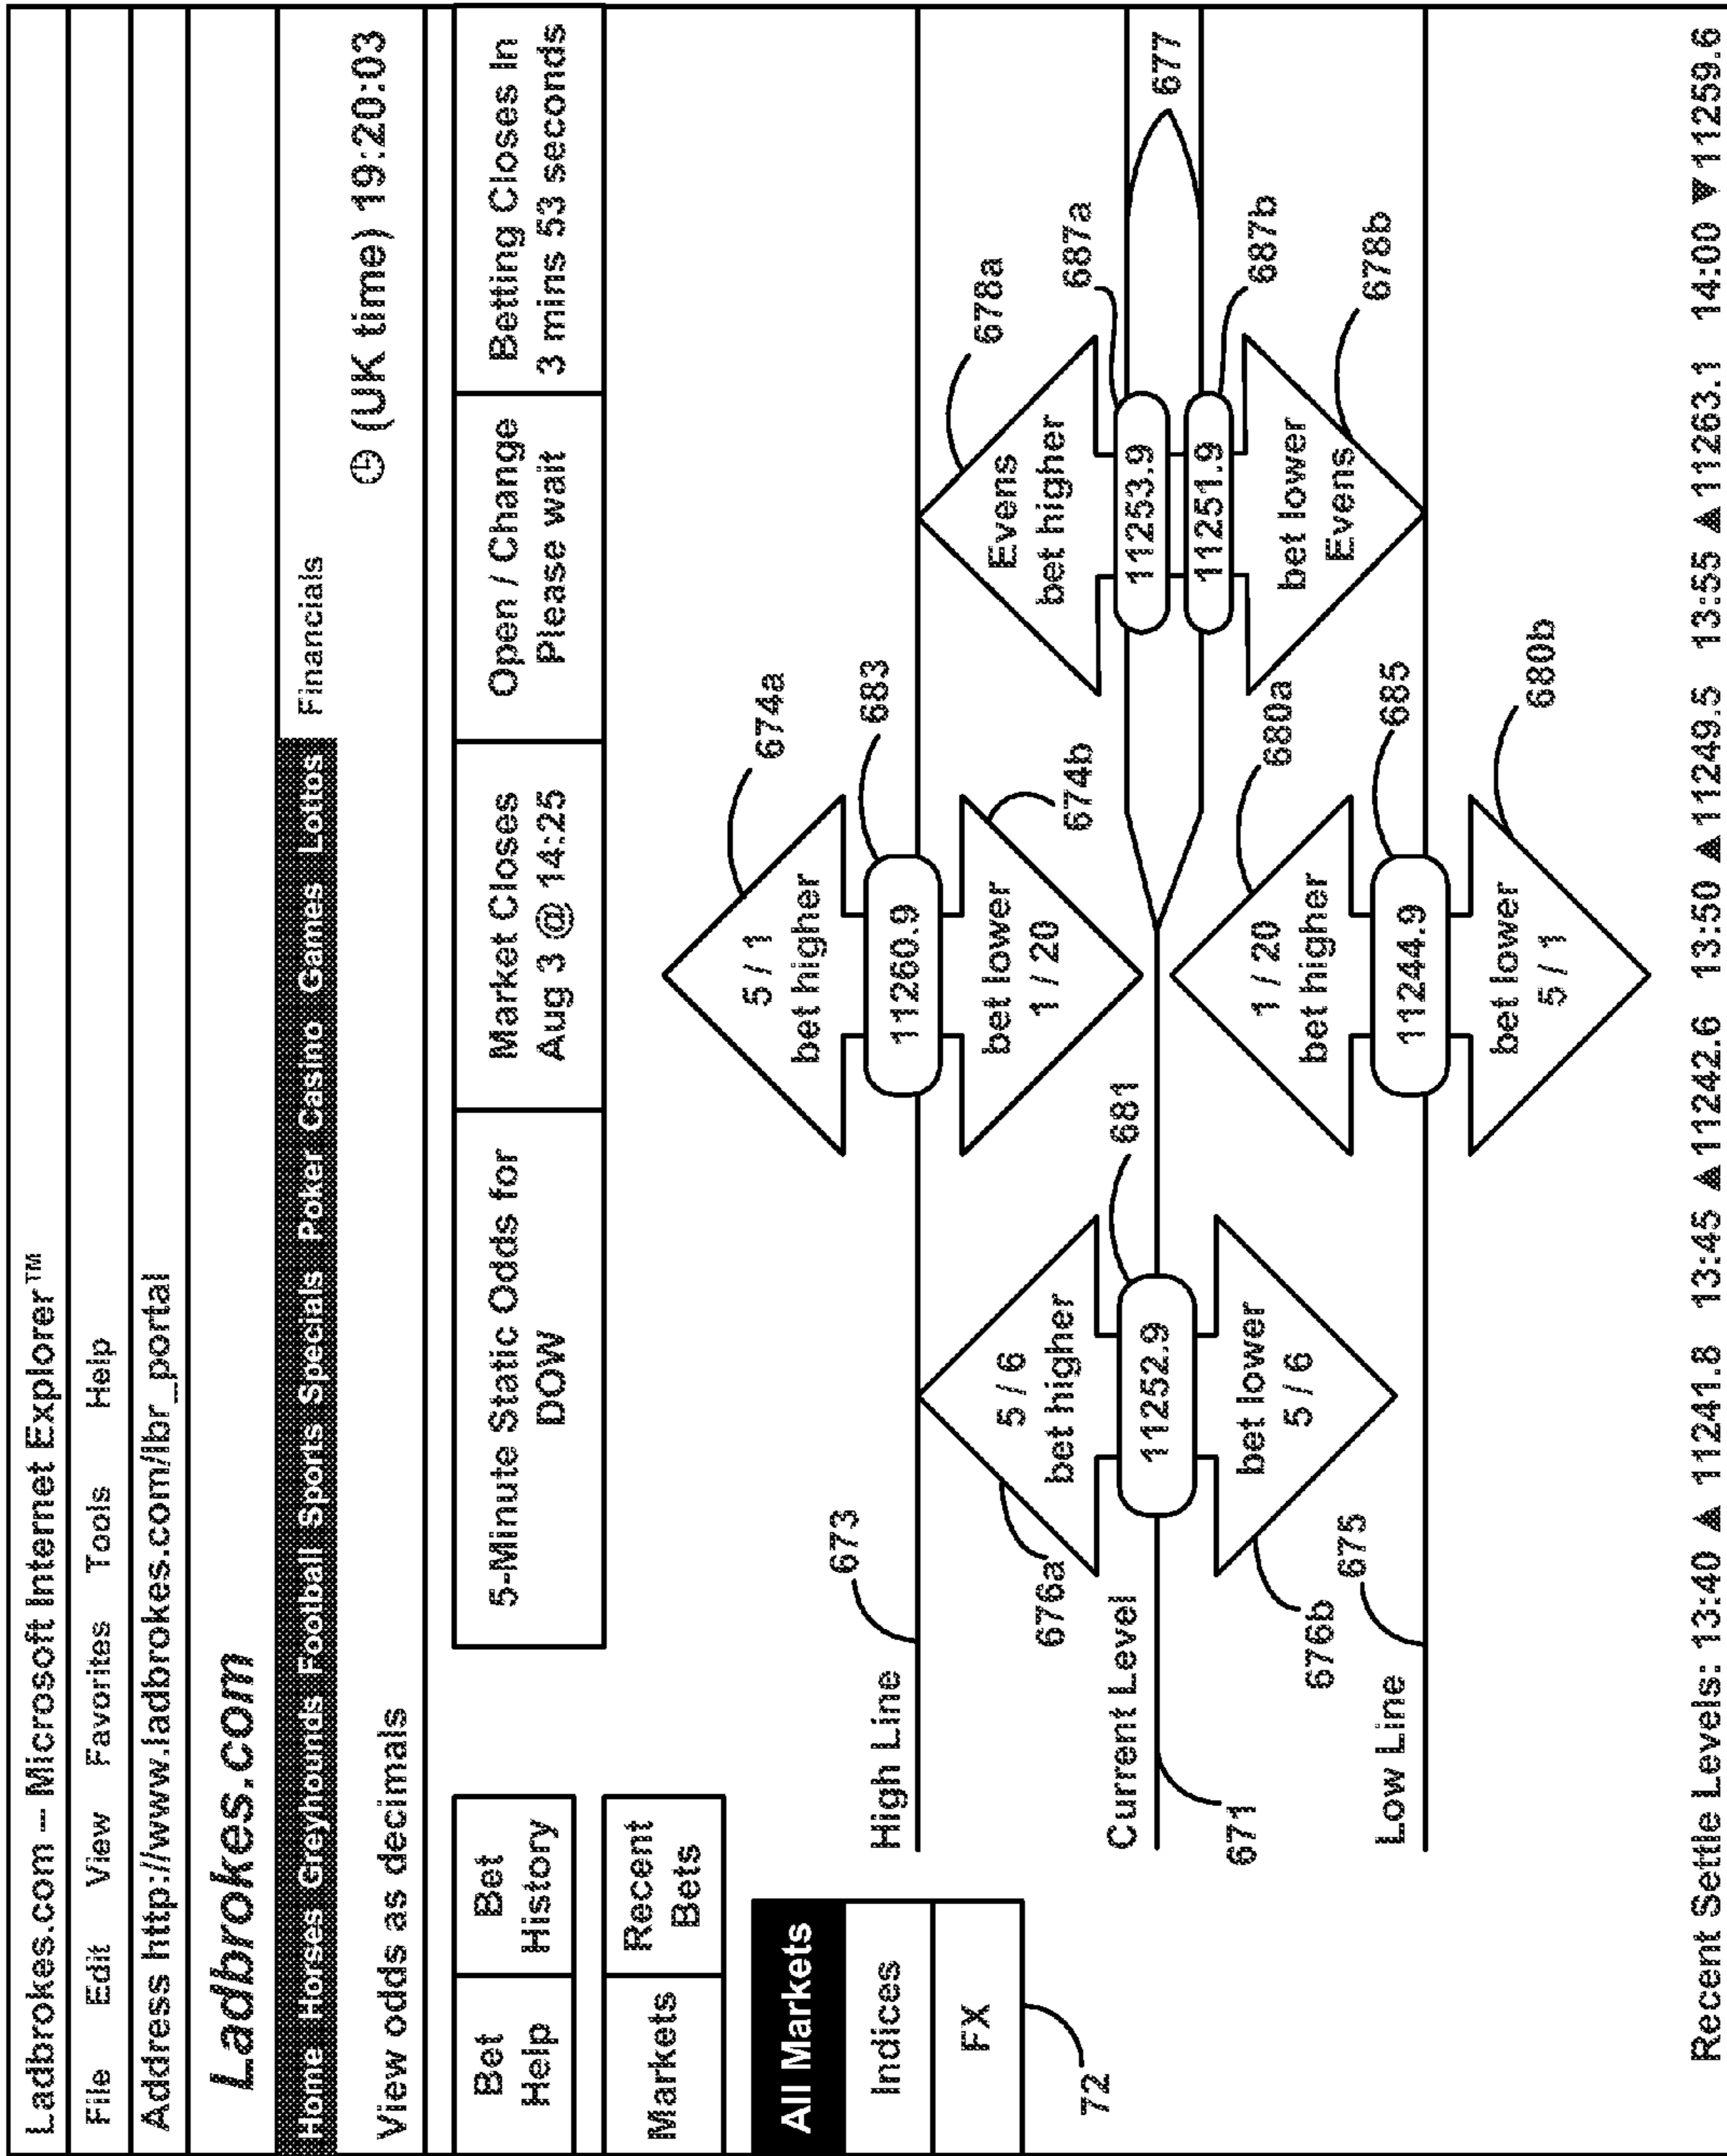 Ladbrokes.com -- Microsoft Internet Explorer™
File Edit View Favorites Tools Help
Address http://www.ladbrokes.com/lbr_portal
Ladbrokes.com
Home Horses Greyhounds Football Sports Specials Poker Casino Games Lottos Financials
View odds as decimals
(UK time) 19:20:03
Bet Help
Bet History
Markets
Recent Bets
All Markets
Indices
FX
72
5-Minute Static Odds for
DOW
Market Closes
Aug 3 @ 14:25
Open / Change
Please wait
Betting Closes In
3 mins 53 seconds
High Line
673
5 / 1
bet higher
674a
11260.9
683
bet lower
1 / 20
674b
Current Level
671
5 / 6
bet higher
676a
11252.9
681
bet lower
5 / 6
676b
Evens
bet higher
678a
11253.9
687a
677
11251.9
687b
bet lower
Evens
678b
Low Line
675
1 / 20
bet higher
680a
11244.9
685
bet lower
5 / 1
680b
Recent Settle Levels: 13:40 ▲ 11241.8 13:45 ▲11242.6 13:50 ▲11249.5 13:55 ▲11263.1 14:00 ▼11259.6